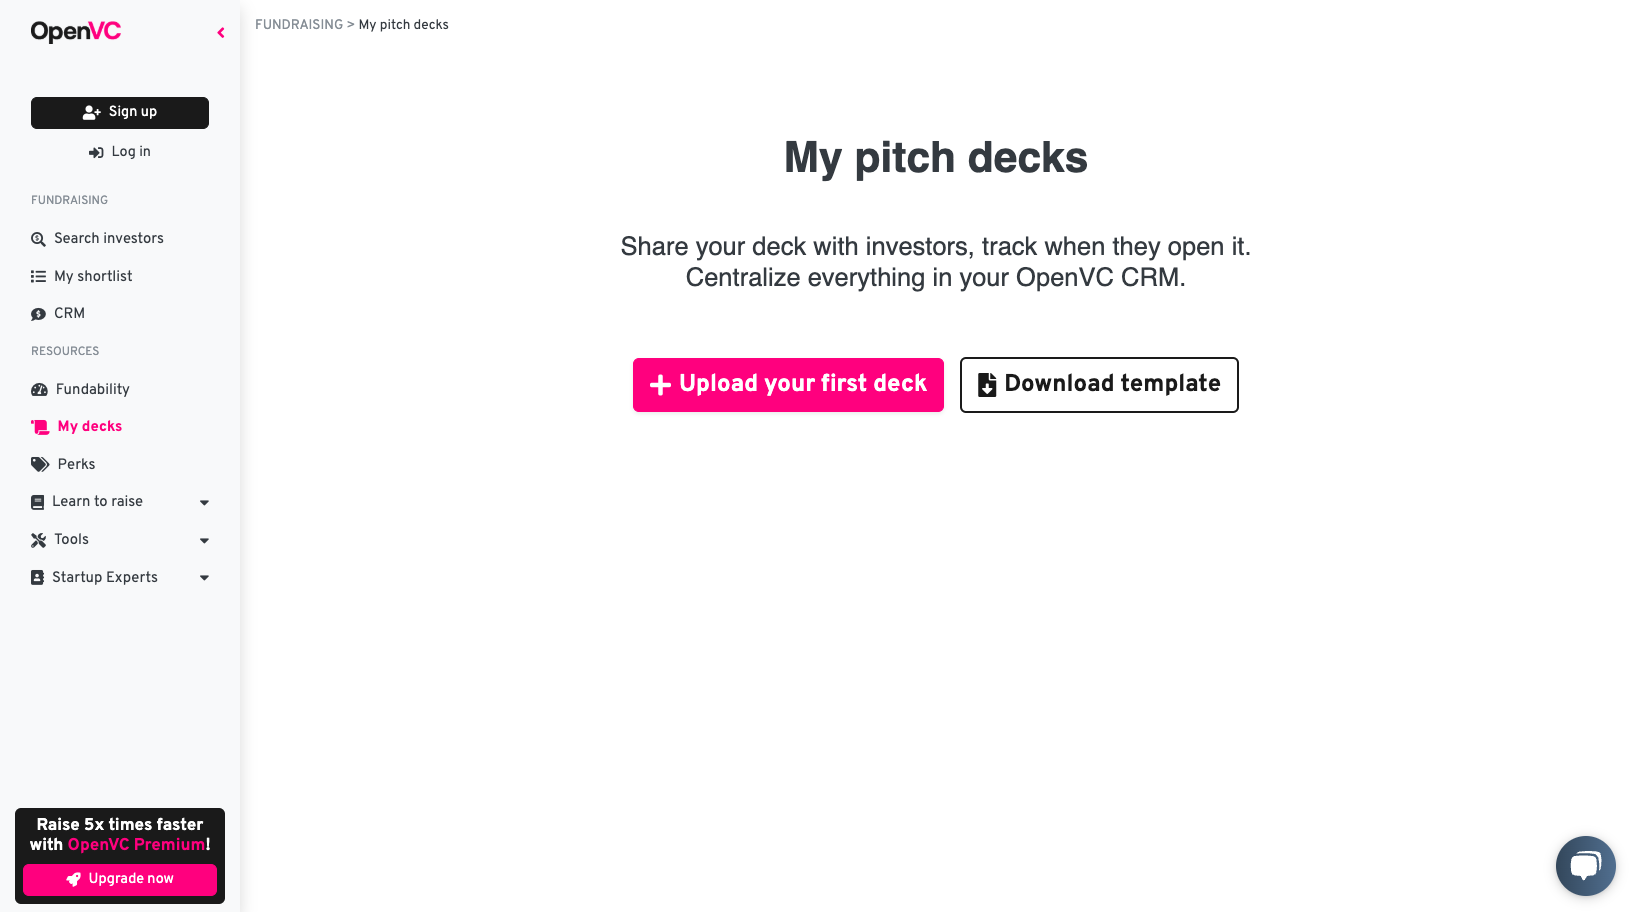 OpenVC
Sign up
Log in
FUNDRAISING
Search investors
My shortlist
CRM
RESOURCES
Fundability
My decks
Perks
Learn to raise
Tools
Startup Experts
Raise 5x times faster
with OpenVC Premium!
Upgrade now
FUNDRAISING > My pitch decks
My pitch decks
Share your deck with investors, track when they open it.
Centralize everything in your OpenVC CRM.
Upload your first deck
Download template